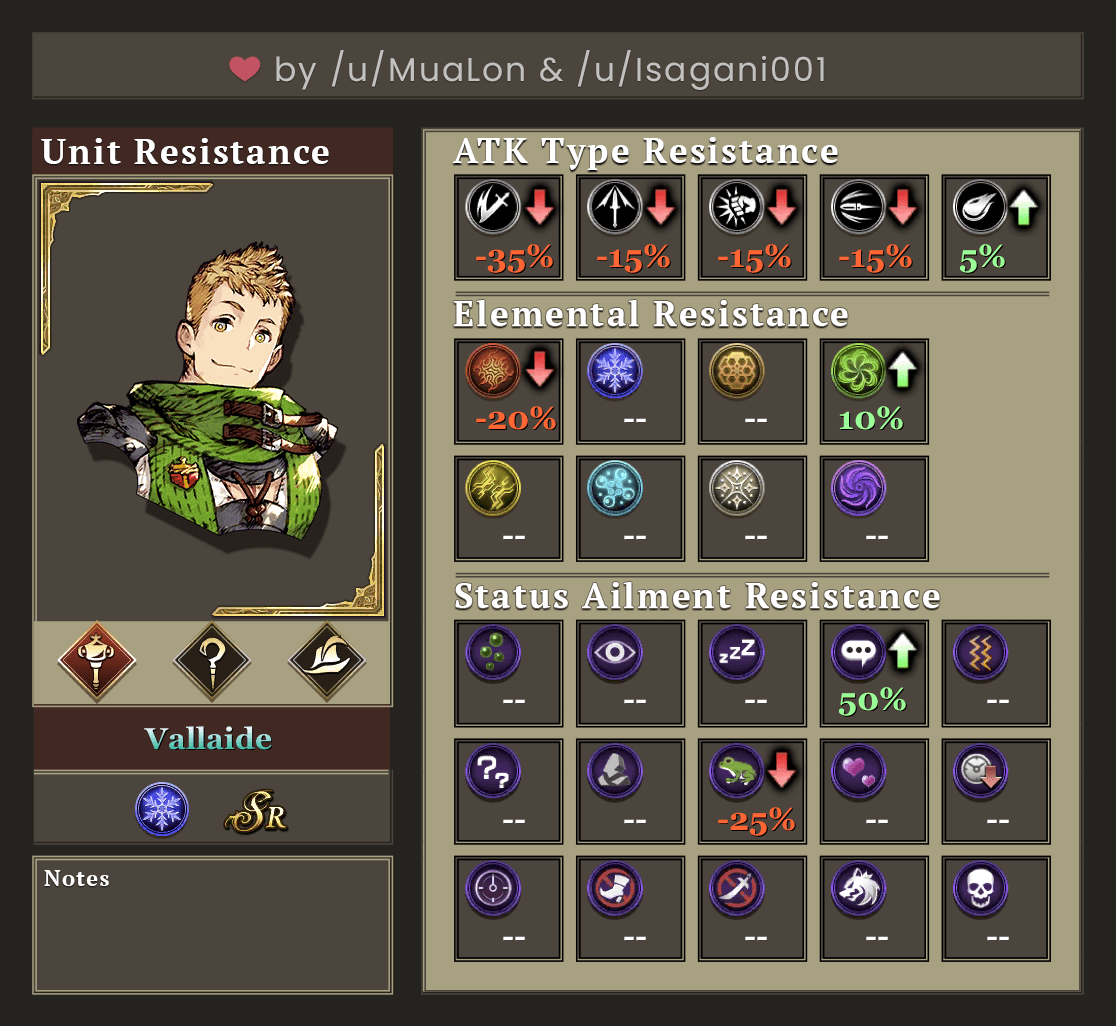 by /u/MuaLon & /u/Isagani001
Unit Resistance
Vallaide
SR
Notes
ATK Type Resistance
-35% -15% -15% -15% 5%
Elemental Resistance
-20% -- -- 10%
-- -- -- --
Status Ailment Resistance
zzZ
-- -- -- 50% --
??
-- -- -25% -- --
-- -- -- -- --